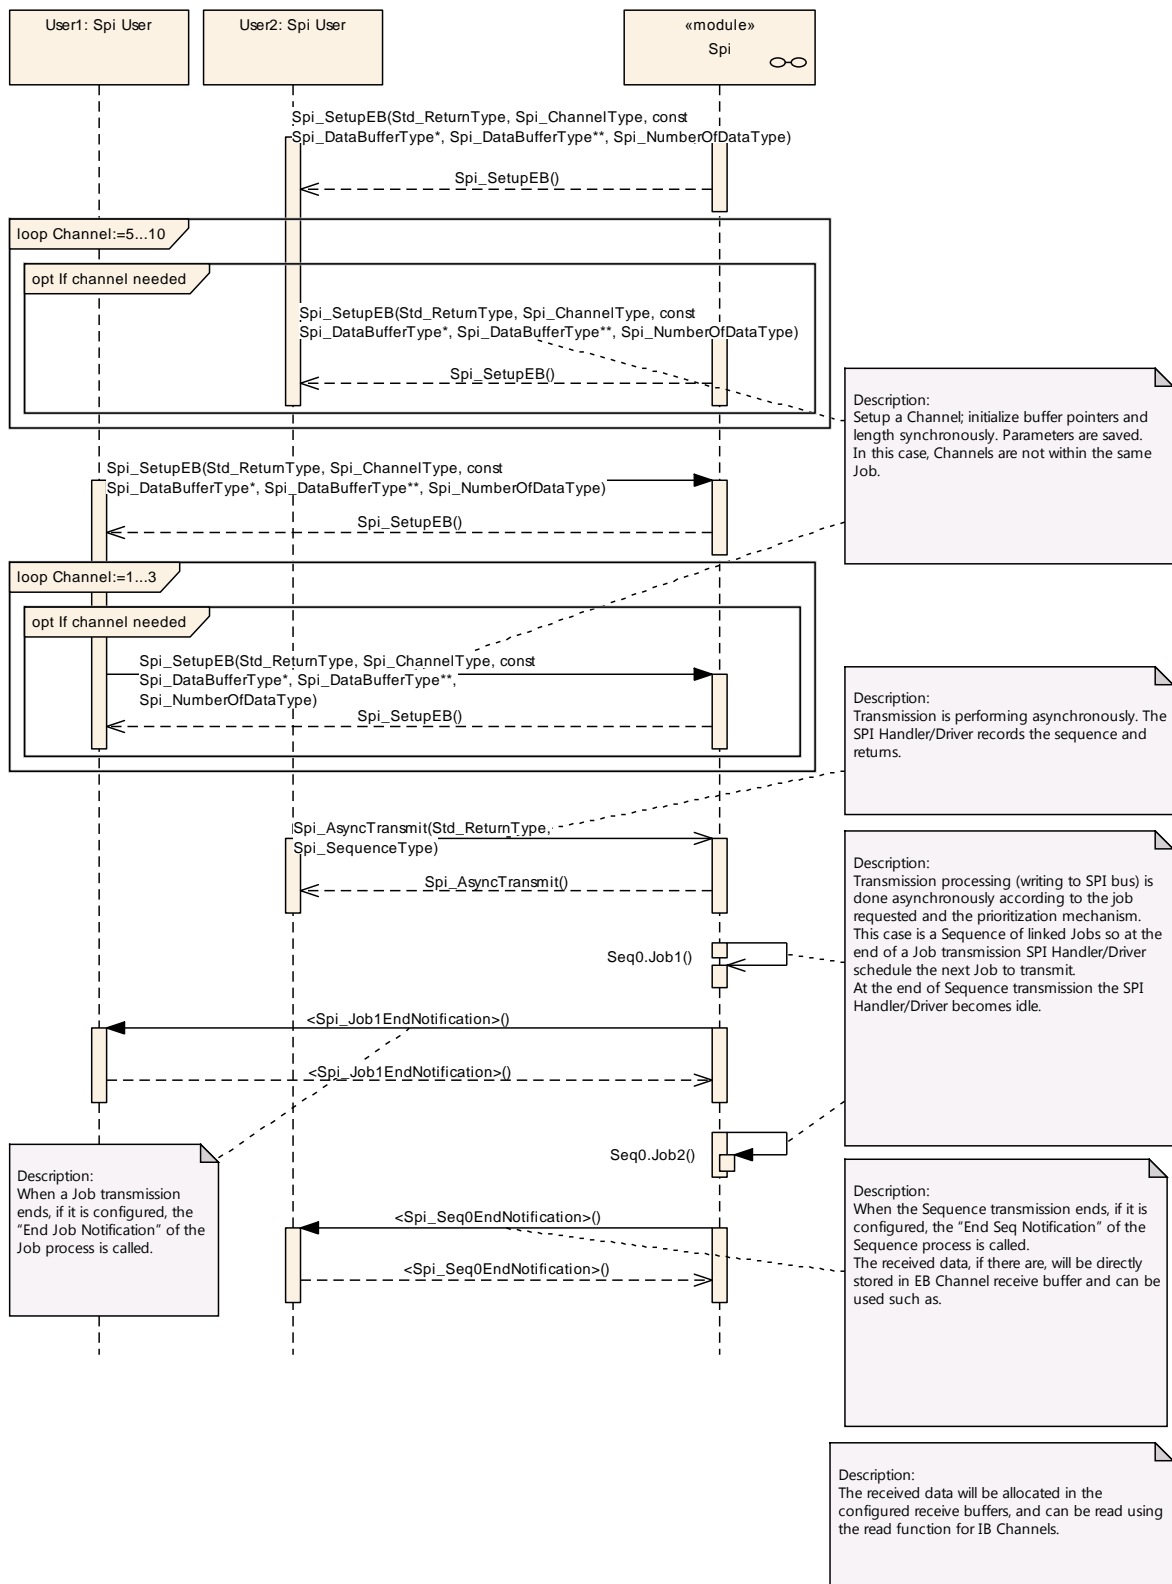 User1: Spi User
User2: Spi User
«module»
Spi
Spi_SetupEB(Std_ReturnType, Spi_ChannelType, const
Spi_DataBufferType*, Spi_DataBufferType**, Spi_NumberOfDataType)
Spi_SetupEB()
loop Channel:=5...10
opt If channel needed
Spi_SetupEB(Std_ReturnType, Spi_ChannelType, const
Spi_DataBufferType*, Spi_DataBufferType**, Spi_NumberOfDataType)
Spi_SetupEB()
Description:
Setup a Channel; initialize buffer pointers and
length synchronously. Parameters are saved.
In this case, Channels are not within the same
Job.
Spi_SetupEB(Std_ReturnType, Spi_ChannelType, const
Spi_DataBufferType*, Spi_DataBufferType**, Spi_NumberOfDataType)
Spi_SetupEB()
loop Channel:=1...3
opt If channel needed
Spi_SetupEB(Std_ReturnType, Spi_ChannelType, const
Spi_DataBufferType*, Spi_DataBufferType**,
Spi_NumberOfDataType)
Spi_SetupEB()
Description:
Transmission is performing asynchronously. The
SPI Handler/Driver records the sequence and
returns.
Spi_AsyncTransmit(Std_ReturnType,
Spi_SequenceType)
Spi_AsyncTransmit()
Description:
Transmission processing (writing to SPI bus) is
done asynchronously according to the job
requested and the prioritization mechanism.
This case is a Sequence of linked Jobs so at the
end of a Job transmission SPI Handler/Driver
schedule the next Job to transmit.
At the end of Sequence transmission the SPI
Handler/Driver becomes idle.
Seq0.Job1()
<Spi_Job1EndNotification>()
<Spi_Job1EndNotification>()
Seq0.Job2()
Description:
When a Job transmission
ends, if it is configured, the
“End Job Notification” of the
Job process is called.
Description:
When the Sequence transmission ends, if it is
configured, the “End Seq Notification” of the
Sequence process is called.
The received data, if there are, will be directly
stored in EB Channel receive buffer and can be
used such as.
<Spi_Seq0EndNotification>()
<Spi_Seq0EndNotification>()
Description:
The received data will be allocated in the
configured receive buffers, and can be read using
the read function for IB Channels.